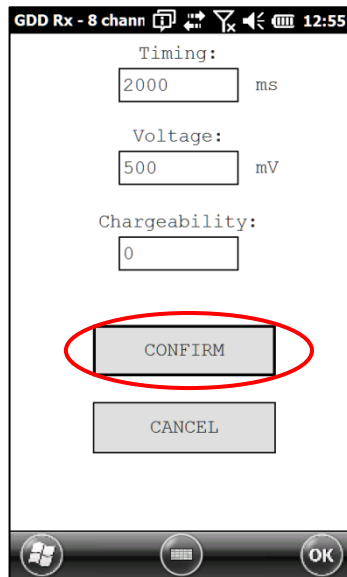 GDD Rx - 8 chann 12:55
Timing:
2000 ms
Voltage:
500 mV
Chargeability:
0
CONFIRM
CANCEL
OK